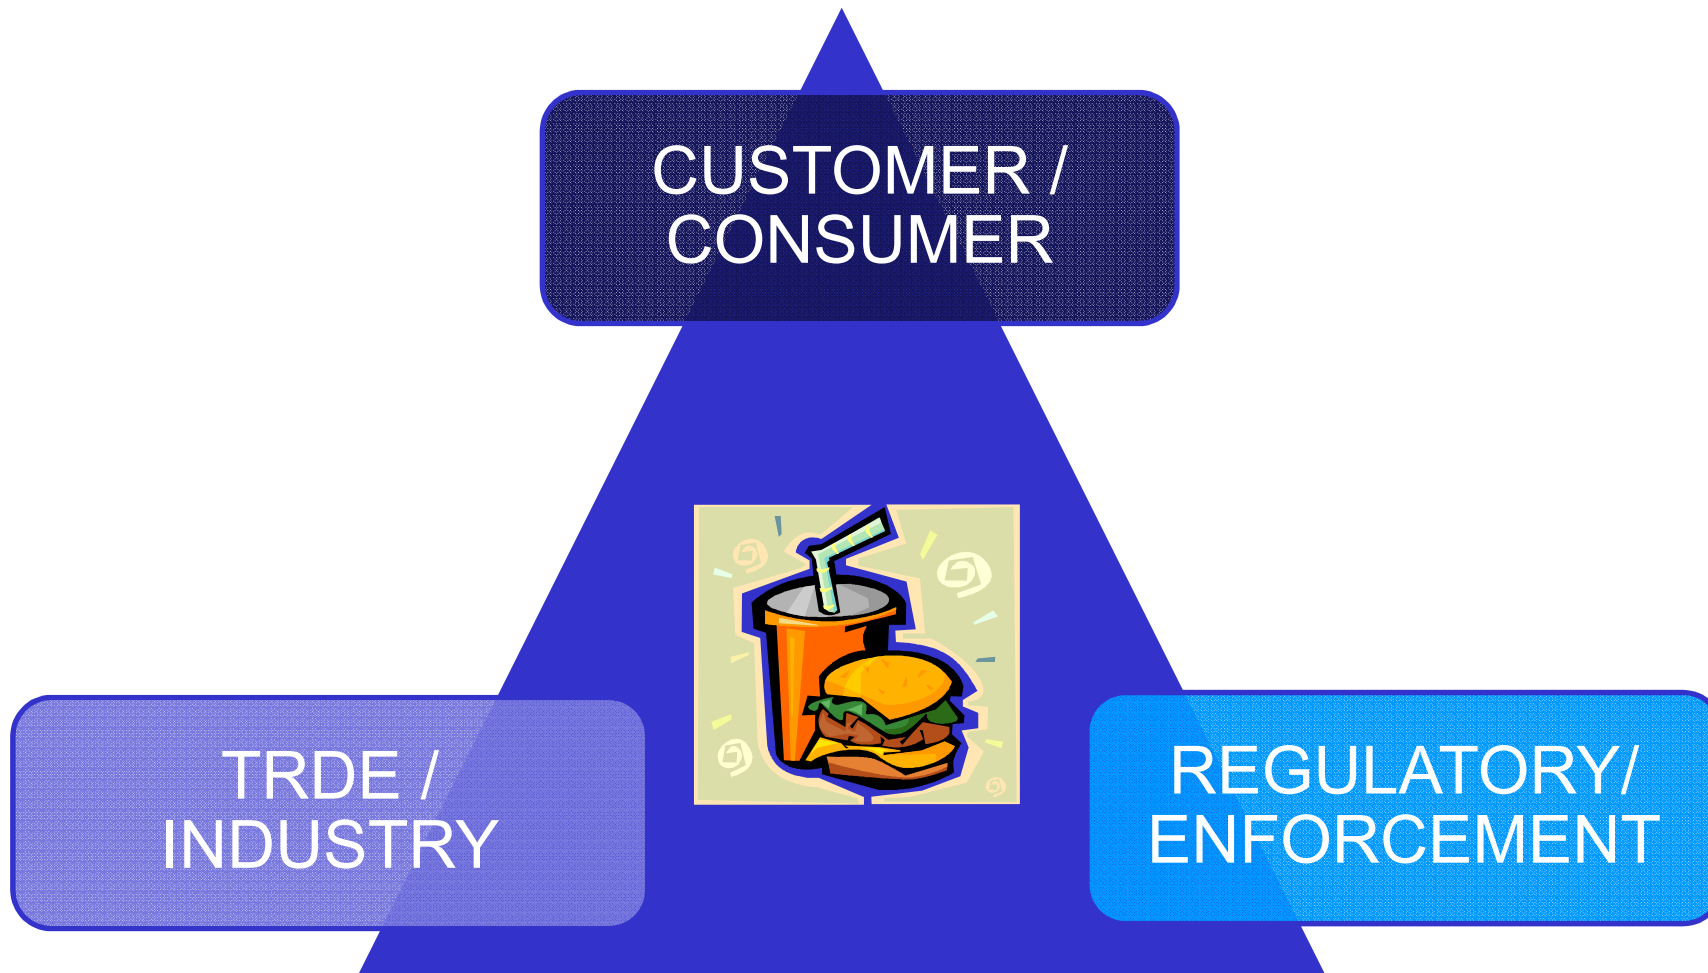 CUSTOMER /
CONSUMER
TRDE /
INDUSTRY
REGULATORY/
ENFORCEMENT